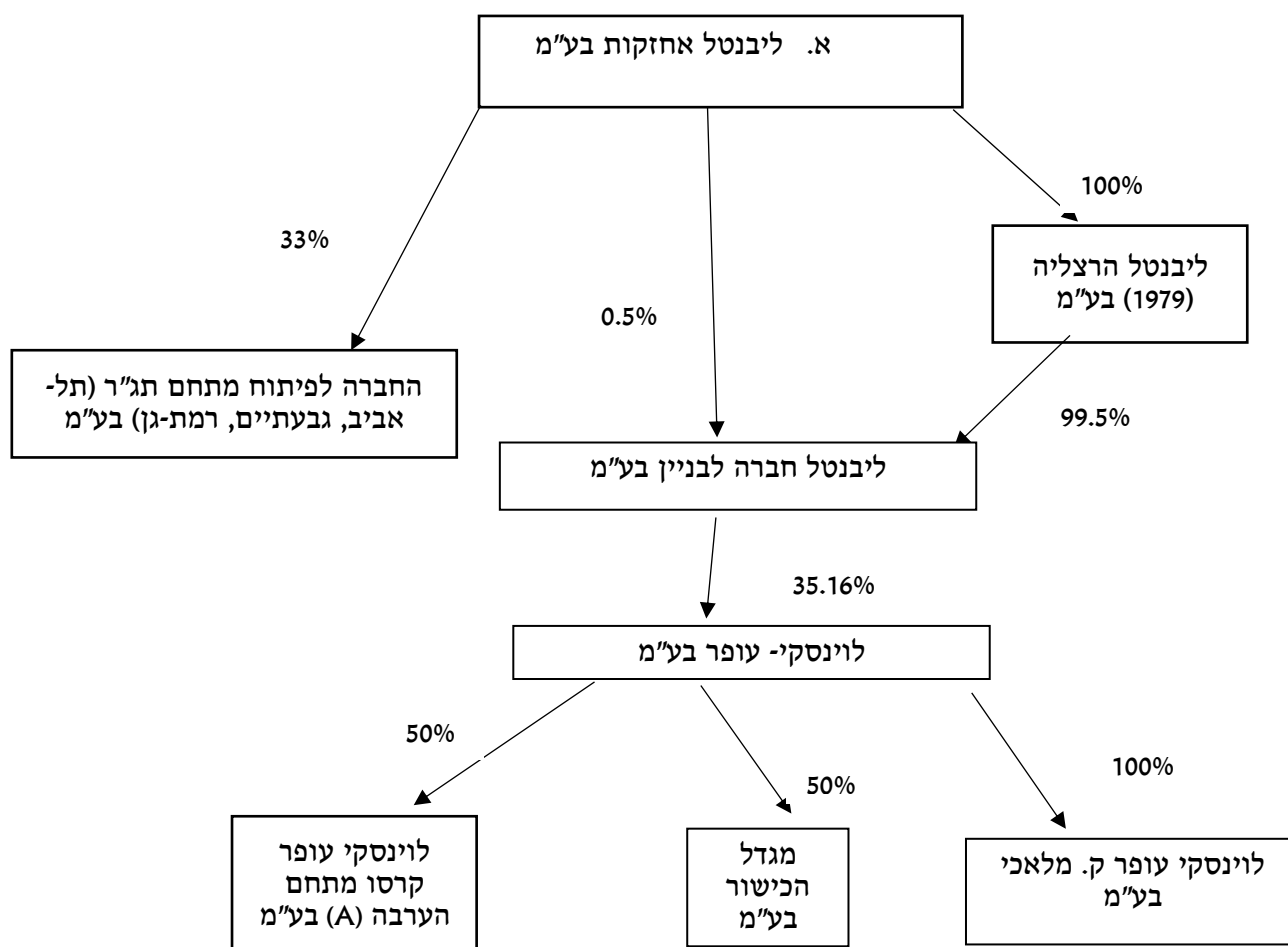 א. ליבנטל אחזקות בע"מ
100%
33%
ליבנטל הרצליה
(1979) בע"מ
0.5%
החברה לפיתוח מתחם תג"ר (תל-
אביב, גבעתיים, רמת-גן) בע"מ
99.5%
ליבנטל חברה לבניין בע"מ
35.16%
לוינסקי- עופר בע"מ
50%
50%
100%
לוינסקי עופר
קרסו מתחם
הערבה (A) בע"מ
מגדל
הכישור
בע"מ
לוינסקי עופר ק. מלאכי
בע"מ